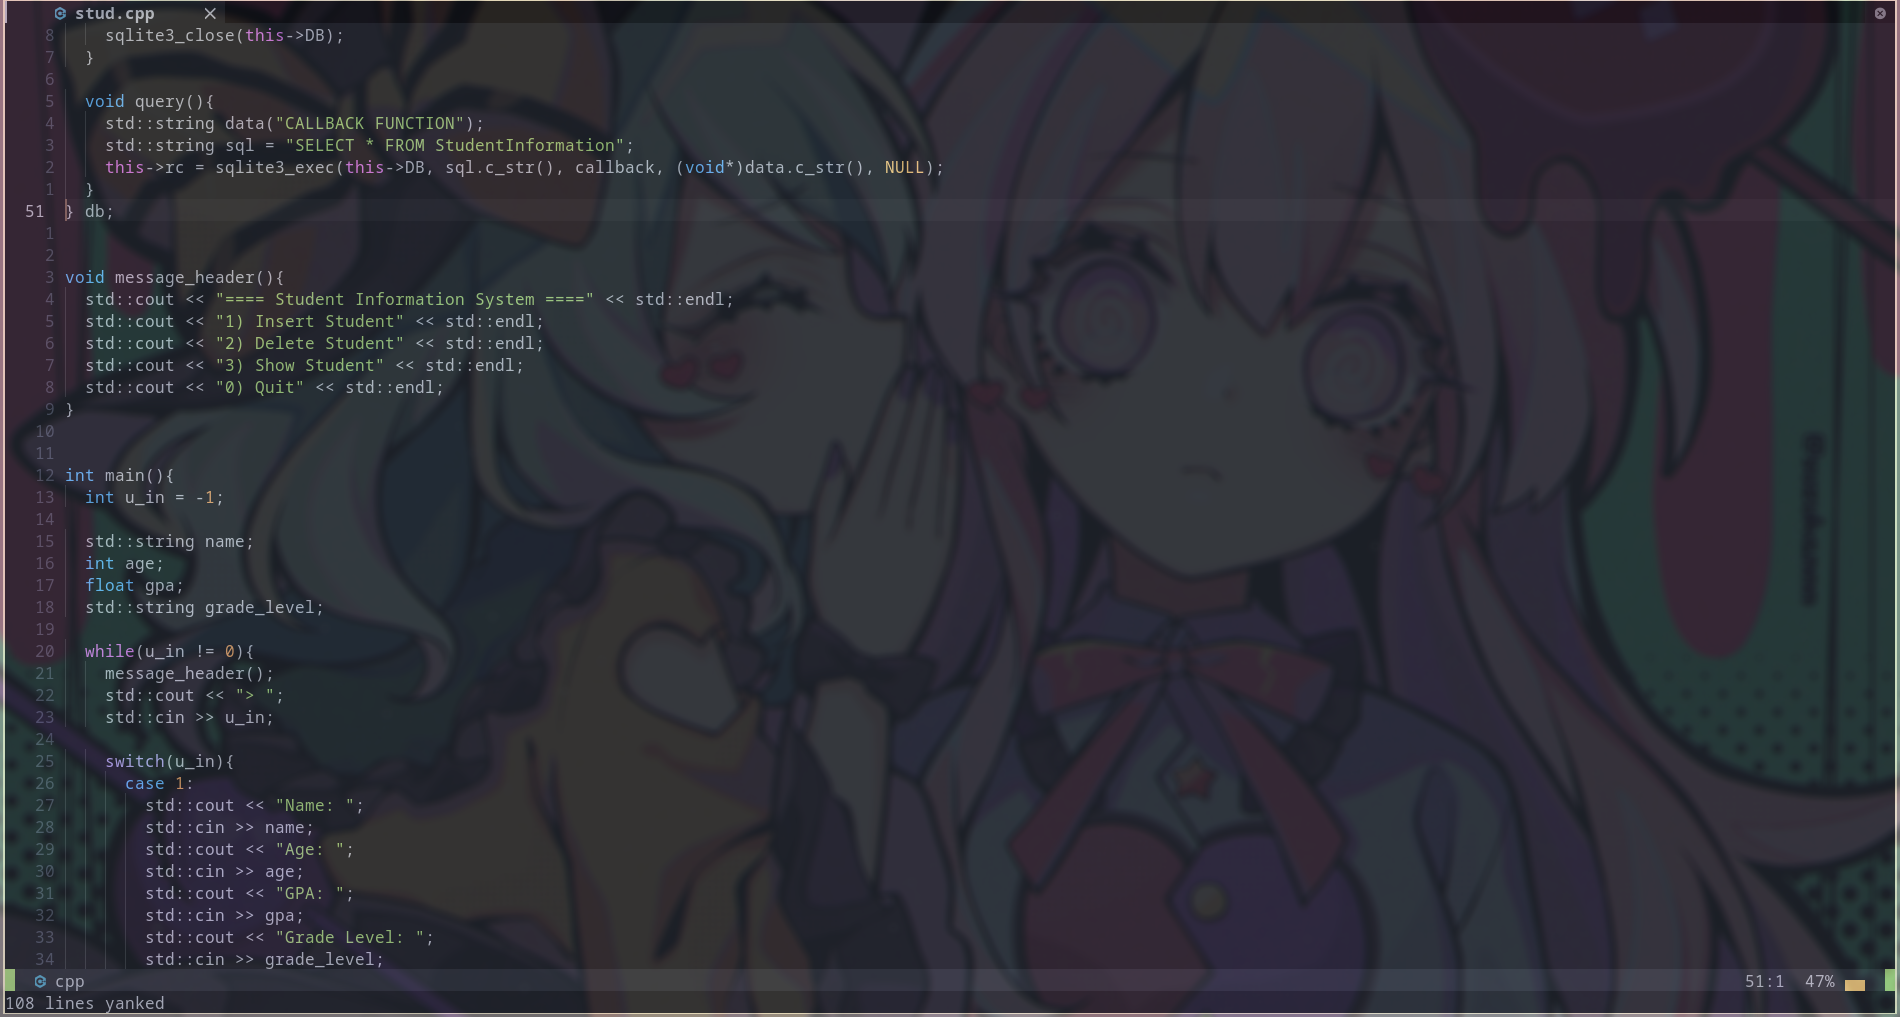 stud.cpp
8 sqlite3_close(this->DB);
7 }
6
5 void query(){
4 std::string data("CALLBACK FUNCTION");
3 std::string sql = "SELECT * FROM StudentInformation";
2 this->rc = sqlite3_exec(this->DB, sql.c_str(), callback, (void*)data.c_str(), NULL);
1 }
51 } db;
1
2
3 void message_header(){
4 std::cout << "==== Student Information System ====" << std::endl;
5 std::cout << "1) Insert Student" << std::endl;
6 std::cout << "2) Delete Student" << std::endl;
7 std::cout << "3) Show Student" << std::endl;
8 std::cout << "0) Quit" << std::endl;
9 }
10
11
12 int main(){
13 int u_in = -1;
14
15 std::string name;
16 int age;
17 float gpa;
18 std::string grade_level;
19
20 while(u_in != 0){
21 message_header();
22 std::cout << "> ";
23 std::cin >> u_in;
24
25 switch(u_in){
26 case 1:
27 std::cout << "Name: ";
28 std::cin >> name;
29 std::cout << "Age: ";
30 std::cin >> age;
31 std::cout << "GPA: ";
32 std::cin >> gpa;
33 std::cout << "Grade Level: ";
34 std::cin >> grade_level;
cpp 51:1 47%
108 lines yanked